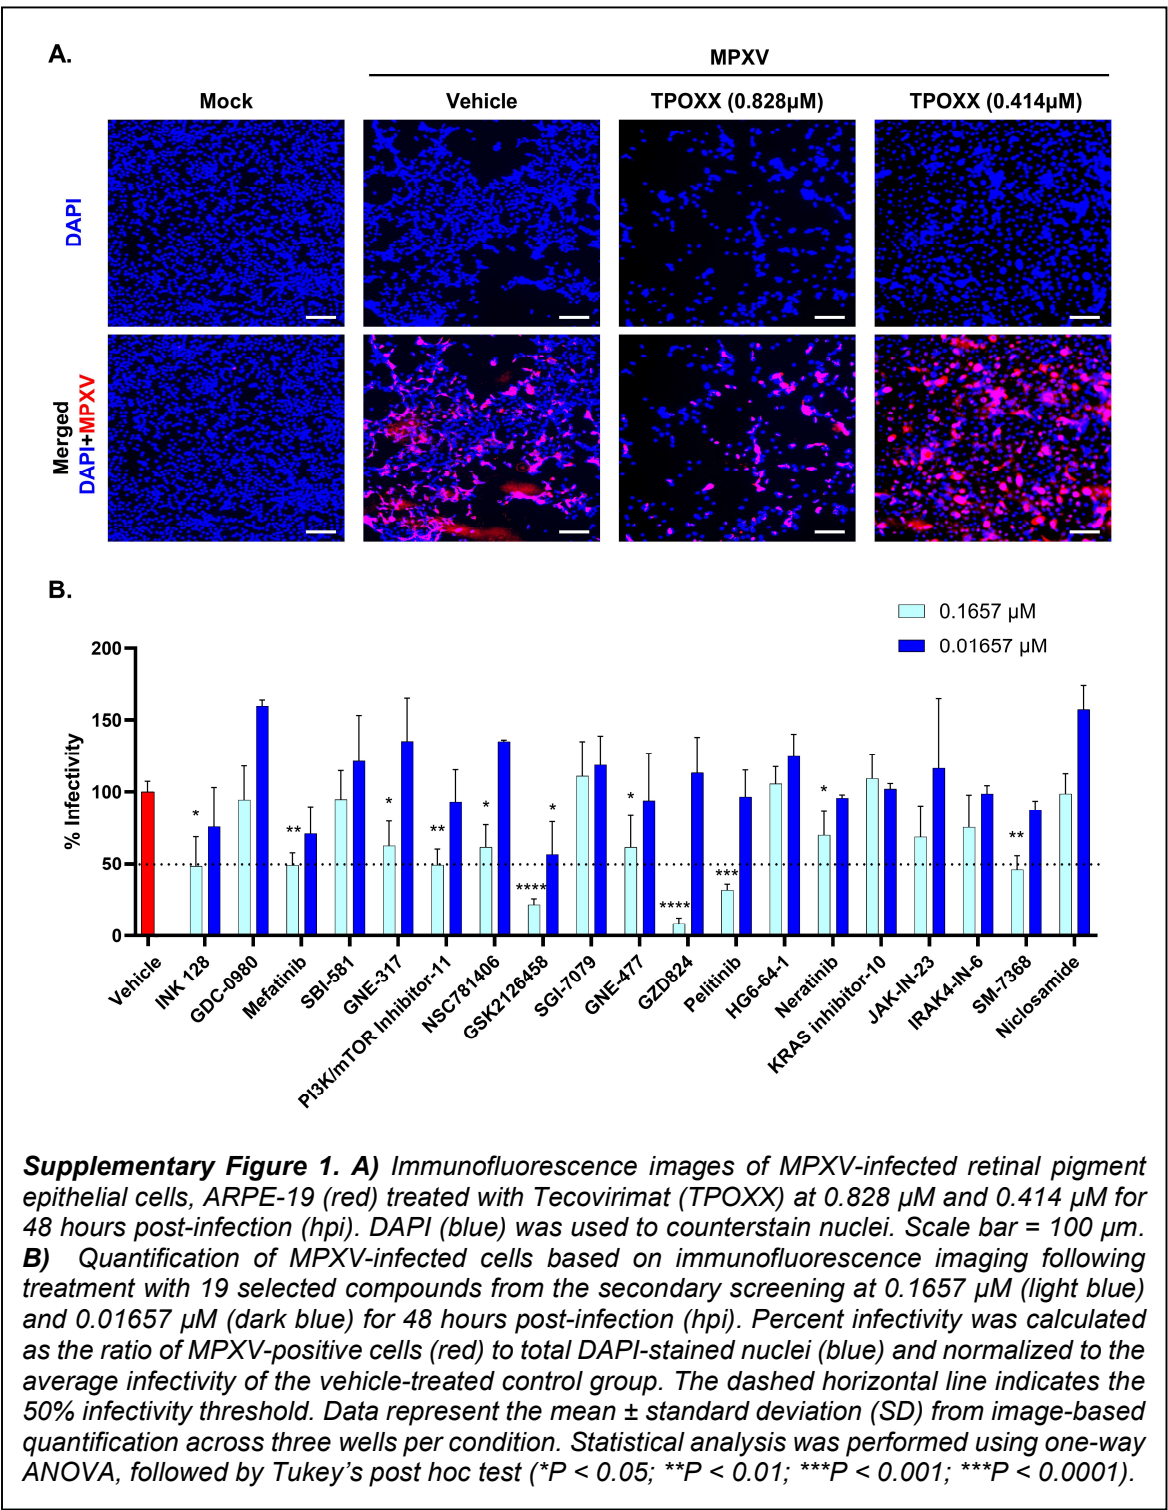 A.
MPXV
Mock Vehicle TPOXX (0.828µM) TPOXX (0.414µM)
DAPI
Merged
DAPI+MPXV
B.
0.1657 µM
0.01657 µM
% Infectivity
200
150
100
50
0
* ** * ** * **** * * **** *** * **
Vehicle
INK 128
GDC-0980
Mefatinib
SBI-581
GNE-317
PI3K/mTOR Inhibitor-11
NSC781406
GSK2126458
SGI-7079
GNE-477
GZD824
Pelitinib
HG6-64-1
Neratinib
KRAS inhibitor-10
JAK-IN-23
IRAK4-IN-6
SM-7368
Niclosamide
Supplementary Figure 1. A) Immunofluorescence images of MPXV-infected retinal pigment
epithelial cells, ARPE-19 (red) treated with Tecovirimat (TPOXX) at 0.828 µM and 0.414 µM for
48 hours post-infection (hpi). DAPI (blue) was used to counterstain nuclei. Scale bar = 100 µm.
B) Quantification of MPXV-infected cells based on immunofluorescence imaging following
treatment with 19 selected compounds from the secondary screening at 0.1657 µM (light blue)
and 0.01657 µM (dark blue) for 48 hours post-infection (hpi). Percent infectivity was calculated
as the ratio of MPXV-positive cells (red) to total DAPI-stained nuclei (blue) and normalized to the
average infectivity of the vehicle-treated control group. The dashed horizontal line indicates the
50% infectivity threshold. Data represent the mean ± standard deviation (SD) from image-based
quantification across three wells per condition. Statistical analysis was performed using one-way
ANOVA, followed by Tukey's post hoc test (*P < 0.05; **P < 0.01; ***P < 0.001; ***P < 0.0001).